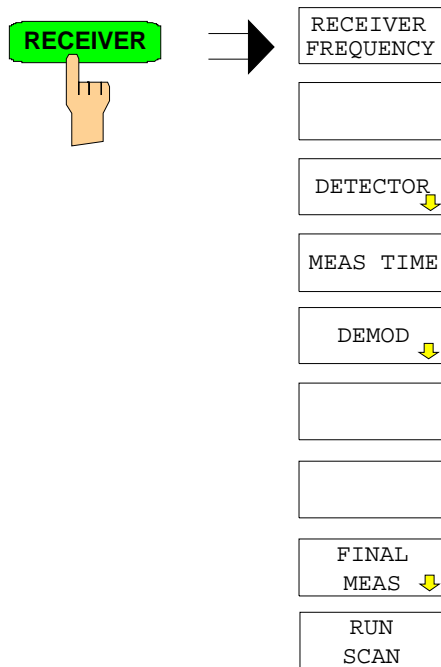 RECEIVER
RECEIVER
FREQUENCY
DETECTOR
MEAS TIME
DEMOD
FINAL
MEAS
RUN
SCAN